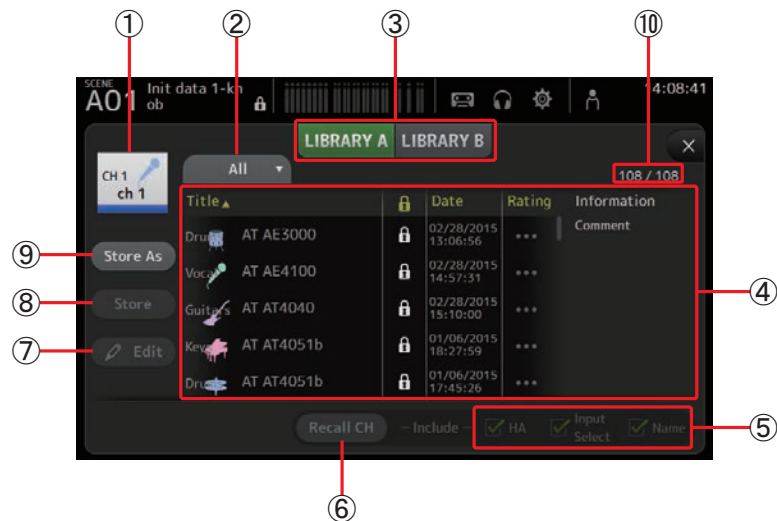 ① ② ③ ⑩
SCENE
A01 Init data 1-kn
ob
14:08:41
LIBRARY A LIBRARY B
CH 1
ch 1
All
108 / 108
Title Date Rating Information
Comment
Drums AT AE3000 02/28/2015
13:06:56
Vocal AT AE4100 02/28/2015
14:57:31
Guitars AT AT4040 02/28/2015
15:10:00
AT AT4051b 01/06/2015
18:27:59
Drums AT AT4051b 01/06/2015
17:45:26
⑨ Store As
⑧ Store
⑦ Edit
④
Recall CH Include HA Input
Select Name
⑤
⑥